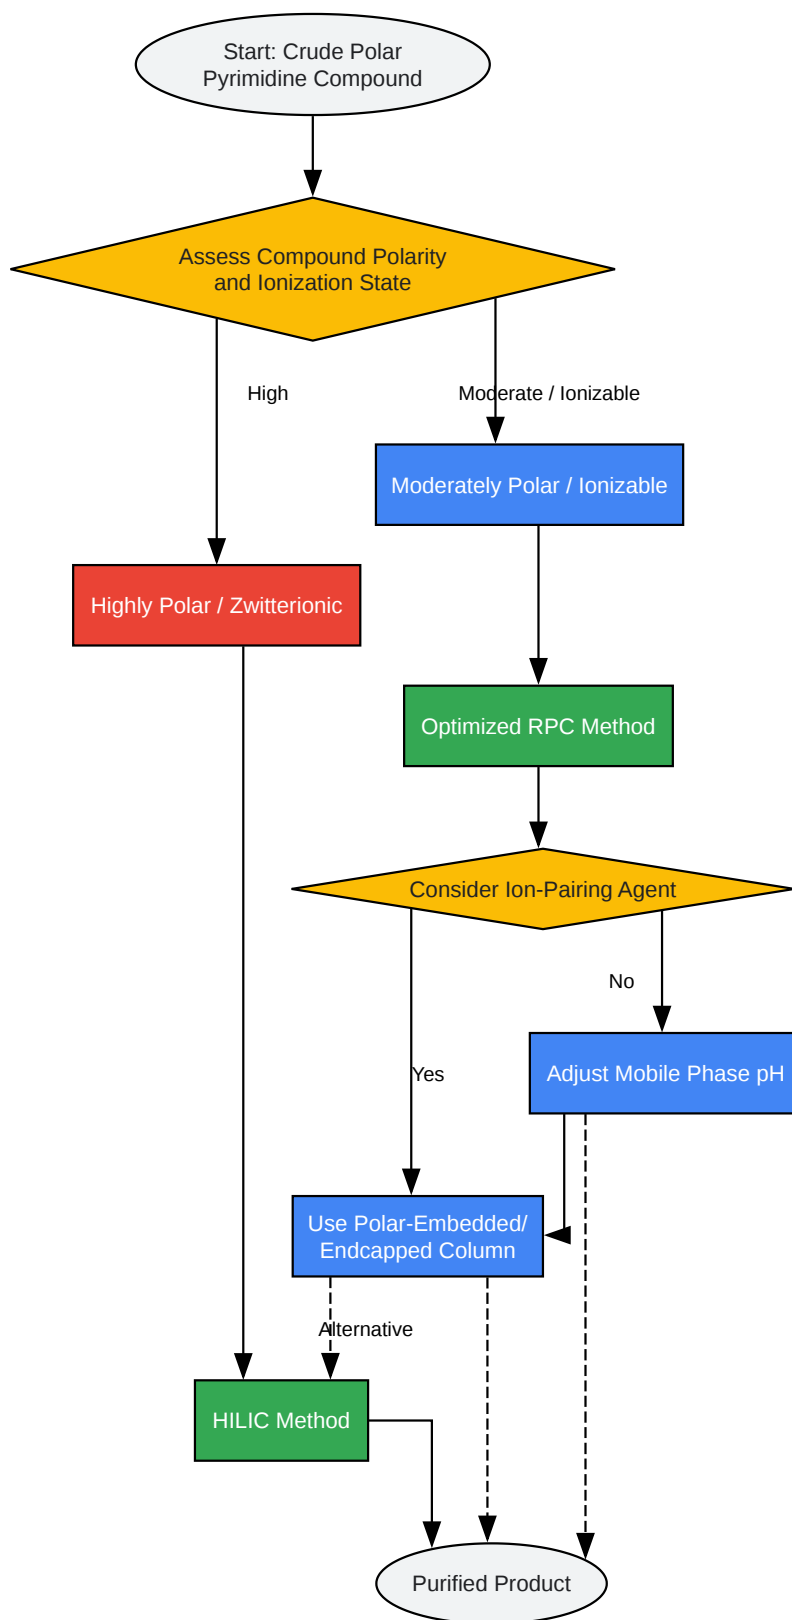 Start: Crude Polar
Pyrimidine Compound
Assess Compound Polarity
and Ionization State
High
Moderate / Ionizable
Moderately Polar / Ionizable
Highly Polar / Zwitterionic
Optimized RPC Method
Consider Ion-Pairing Agent
No
Yes
Adjust Mobile Phase pH
Use Polar-Embedded/
Endcapped Column
Alternative
HILIC Method
Purified Product